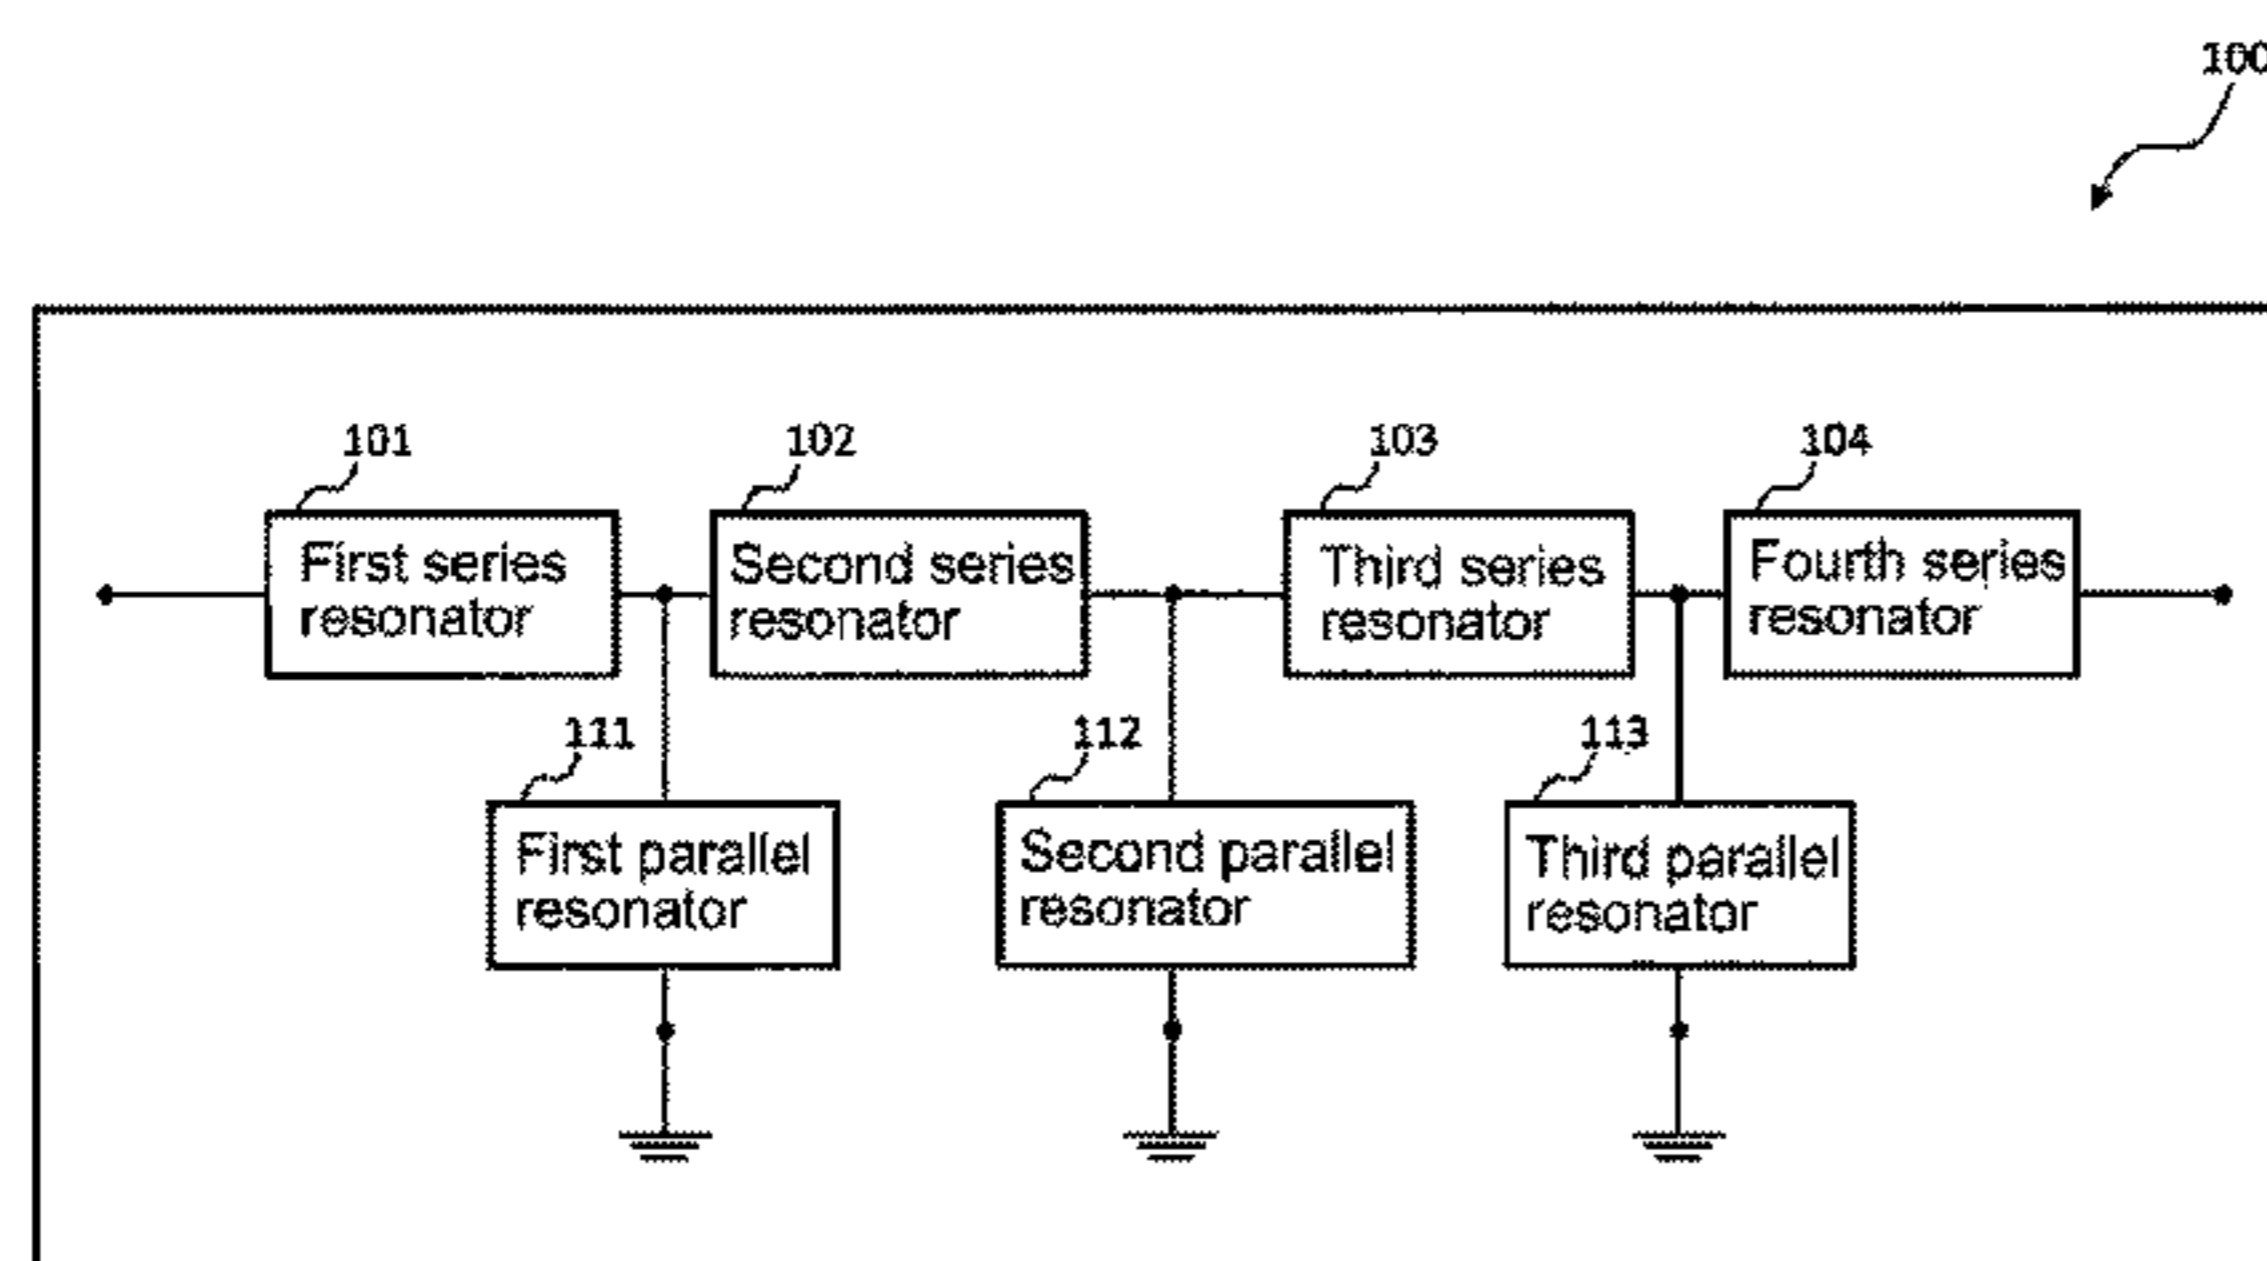 100
101
102
103
104
First series
resonator
Second series
resonator
Third series
resonator
Fourth series
resonator
111
112
113
First parallel
resonator
Second parallel
resonator
Third parallel
resonator